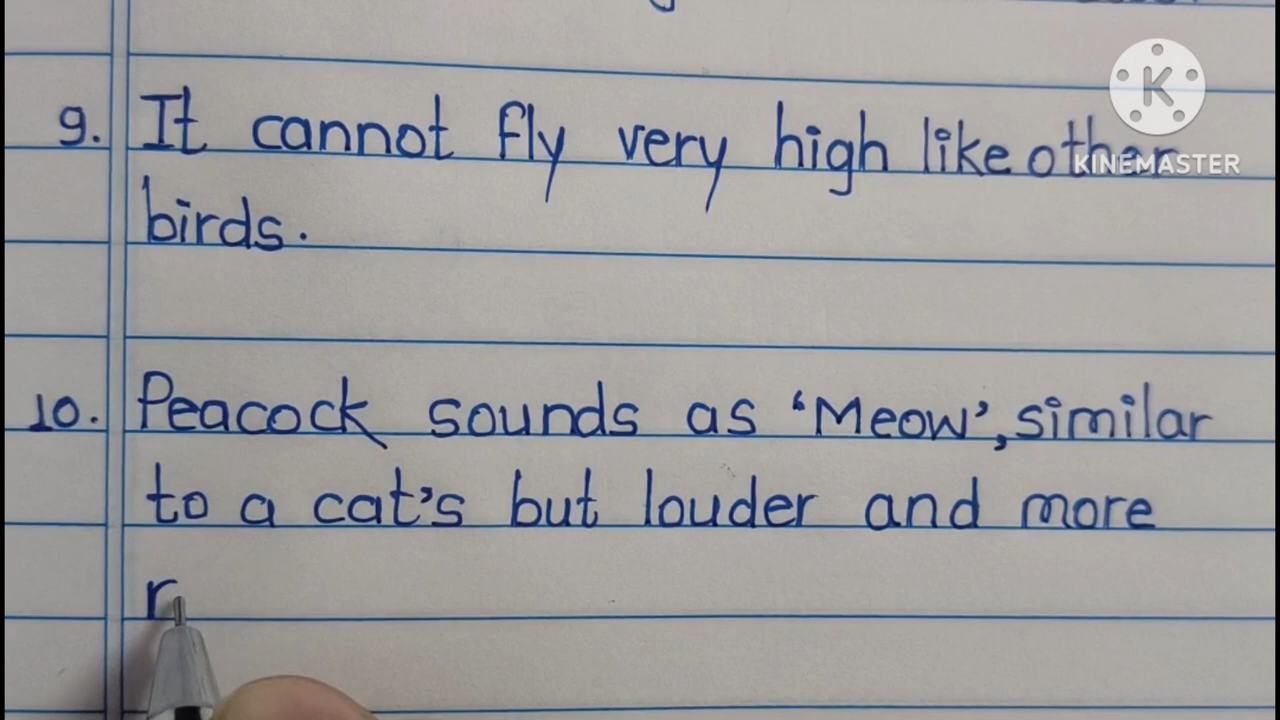 9. It cannot fly very high like other
birds.
10. Peacock sounds as 'Meow', similar
to a cat's but louder and more
r
K
KINEMASTER